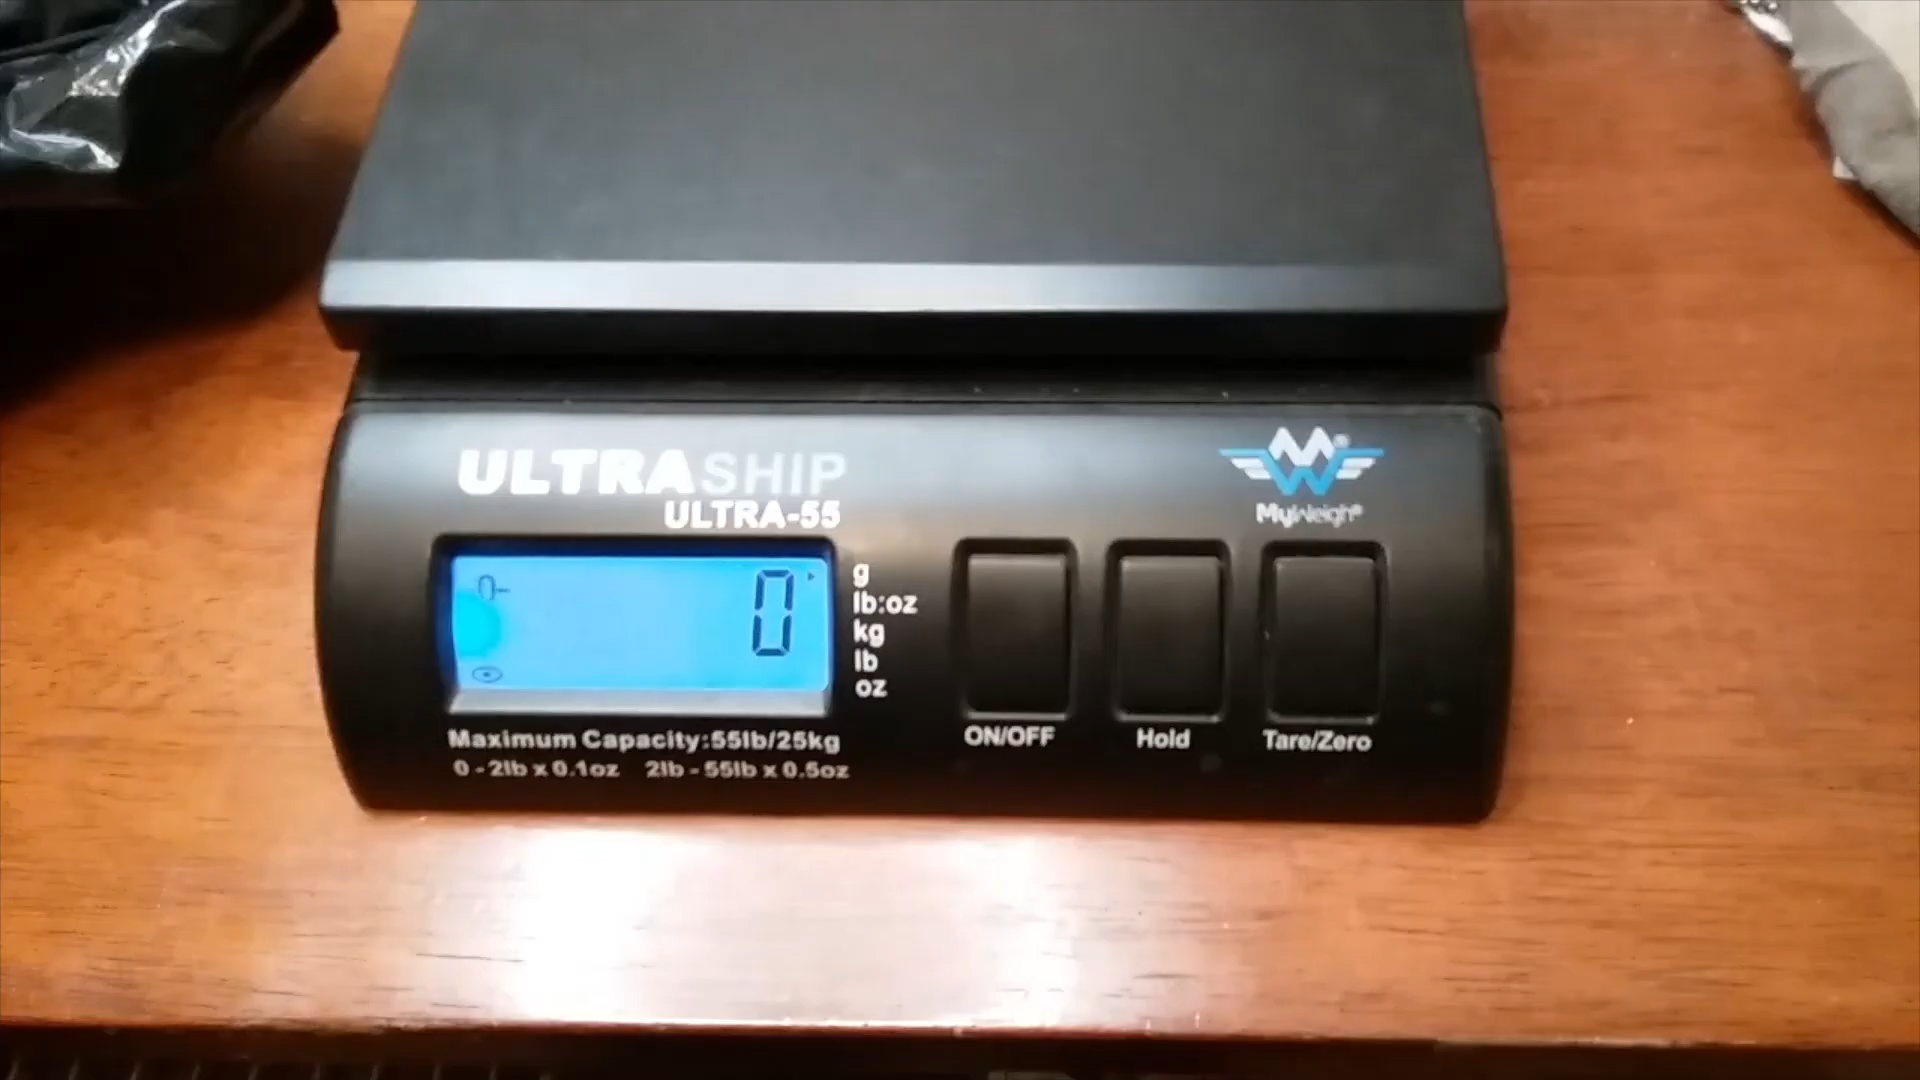 ULTRASHIP
ULTRA-55
MyWeigh®
0
g
lb:oz
kg
lb
oz
Maximum Capacity:55lb/25kg
0 - 2lb x 0.1oz 2lb - 55lb x 0.5oz
ON/OFF
Hold
Tare/Zero